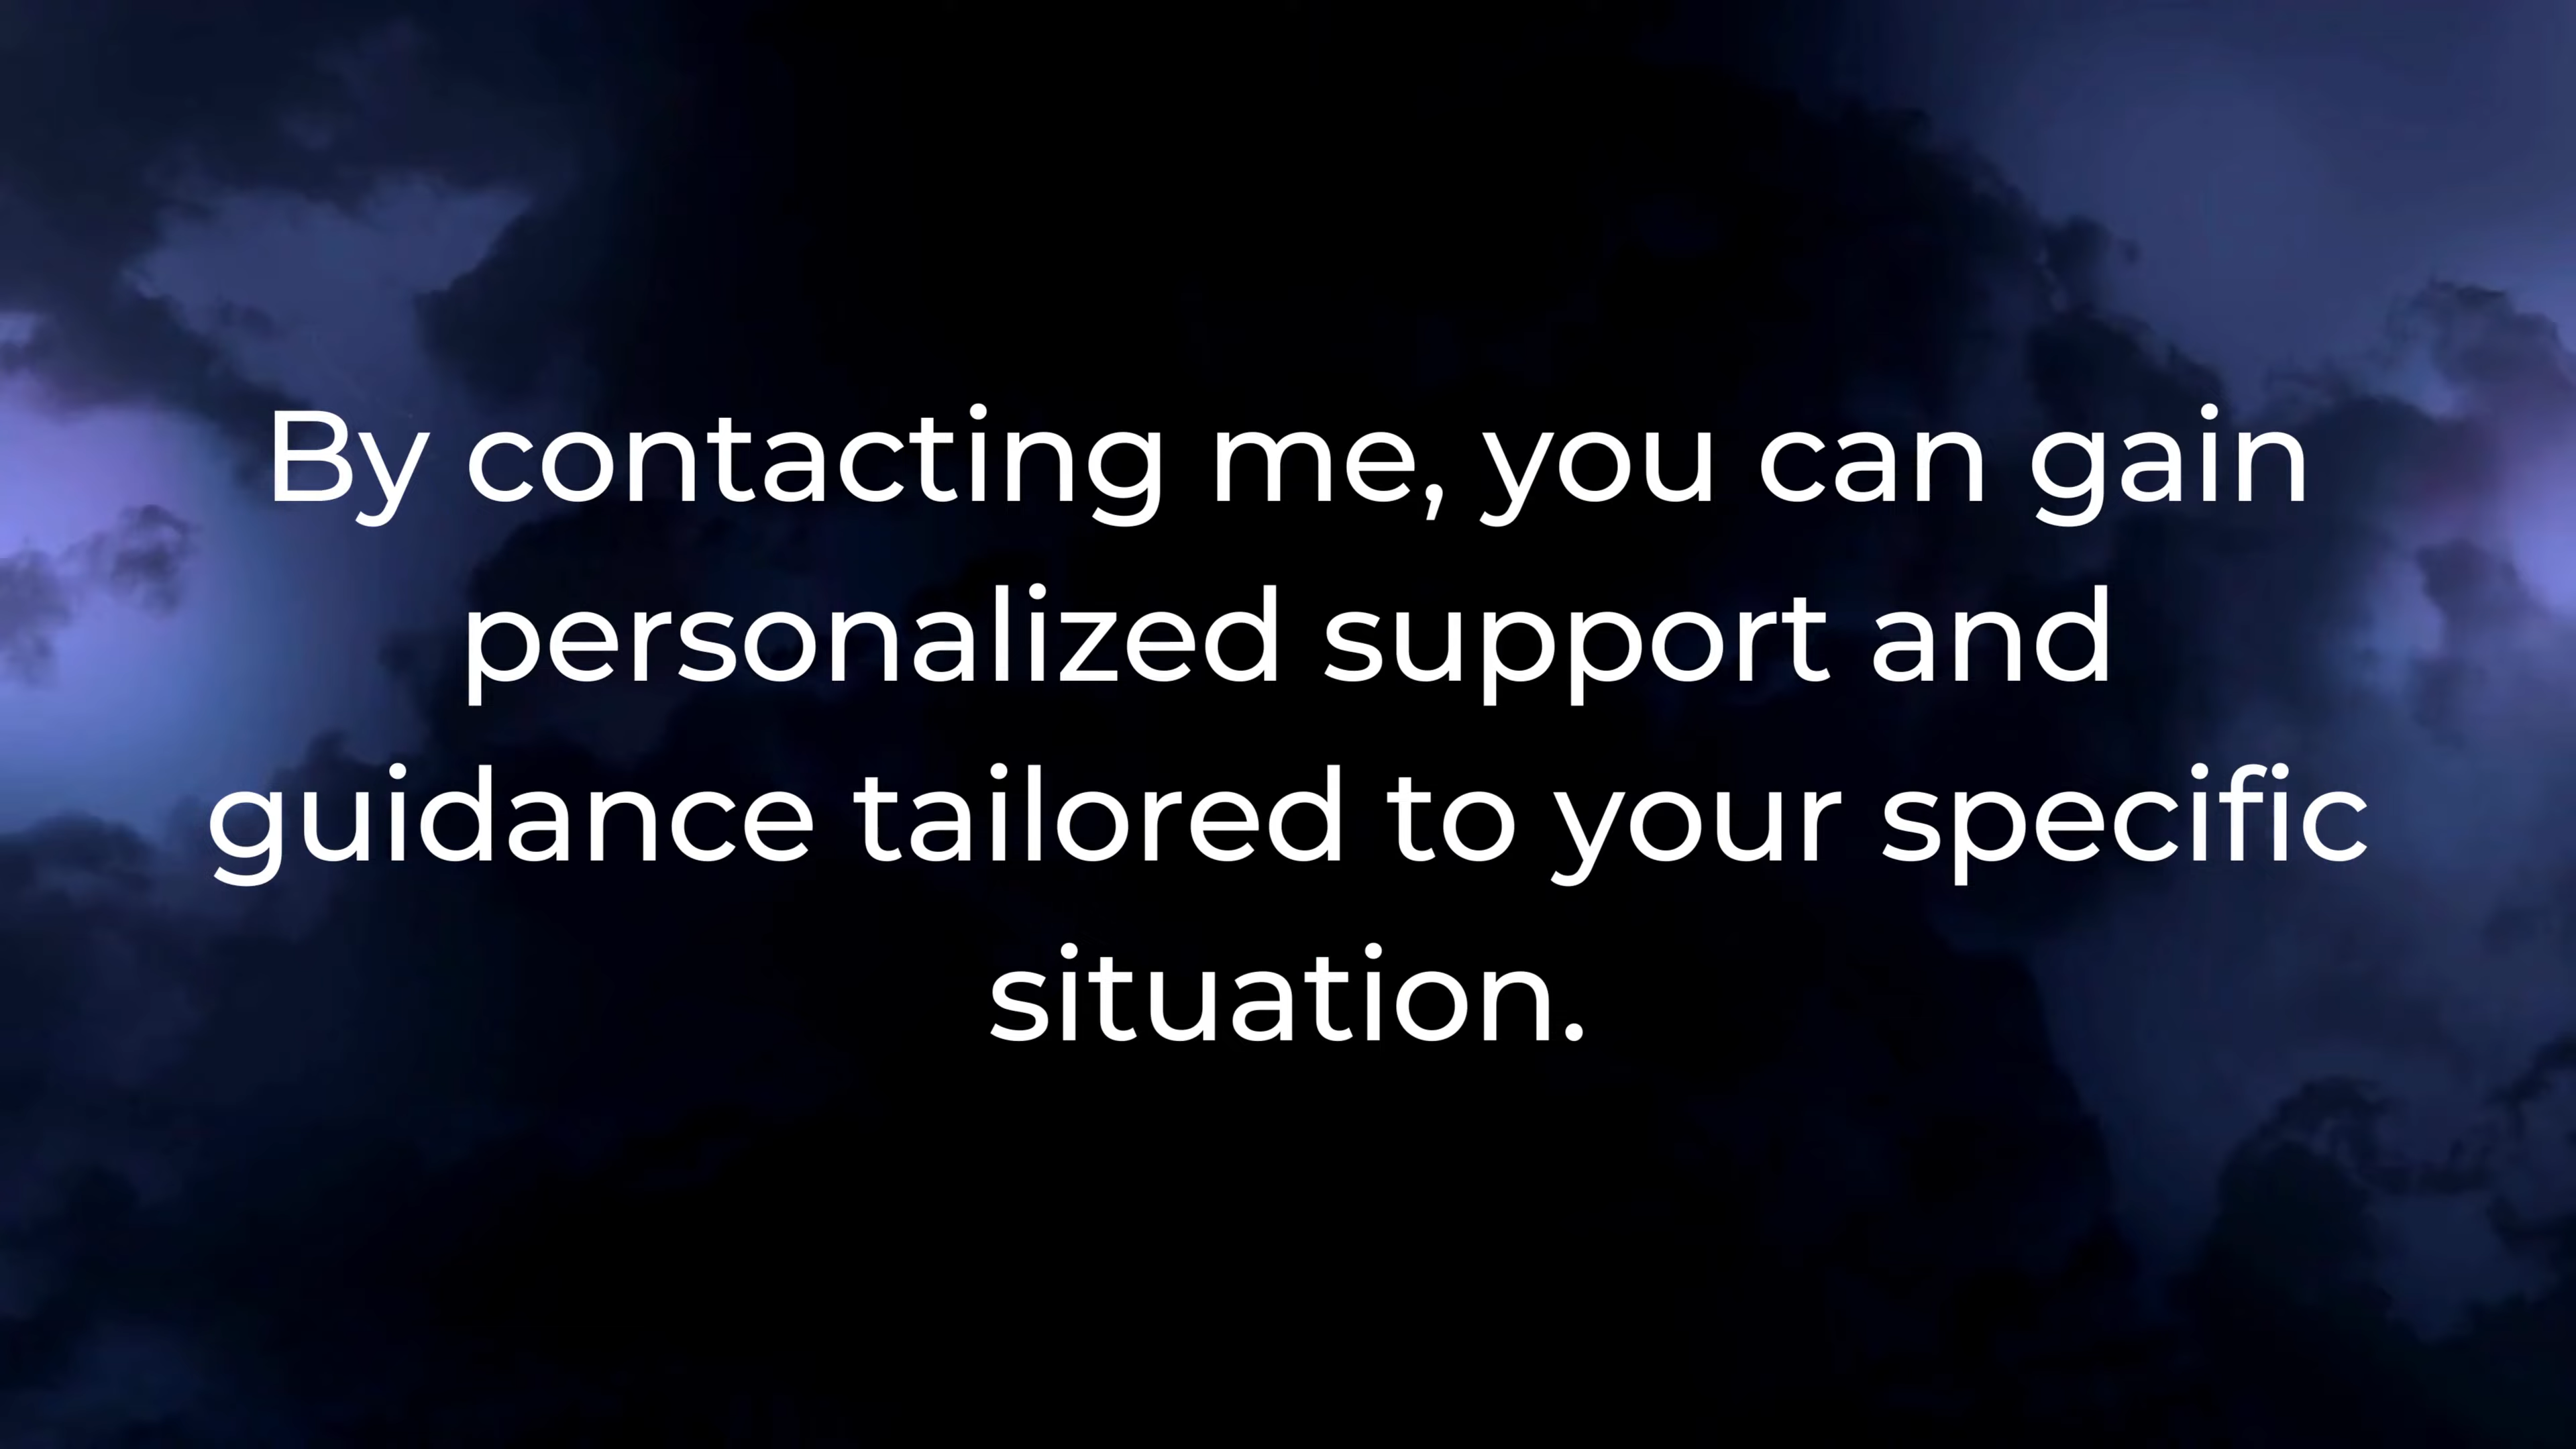 By contacting me, you can gain
personalized support and
guidance tailored to your specific
situation.